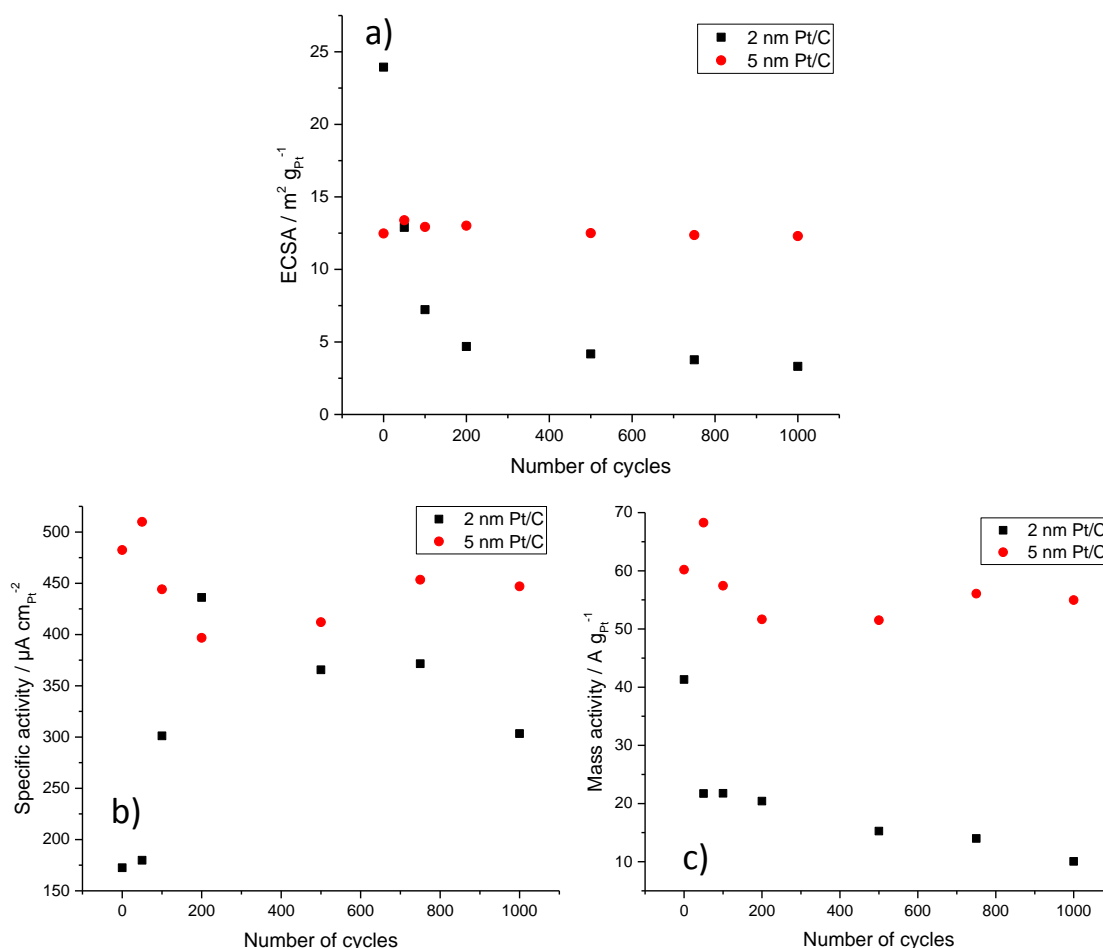 a)
2 nm Pt/C
5 nm Pt/C
25
20
15
10
5
0
ECSA / m² g_Pt⁻¹
0 200 400 600 800 1000
Number of cycles
2 nm Pt/C
5 nm Pt/C
500
450
400
350
300
250
200
150
Specific activity / µA cm_Pt⁻²
b)
0 200 400 600 800 1000
Number of cycles
2 nm Pt/C
5 nm Pt/C
70
60
50
40
30
20
10
Mass activity / A g_Pt⁻¹
c)
0 200 400 600 800 1000
Number of cycles